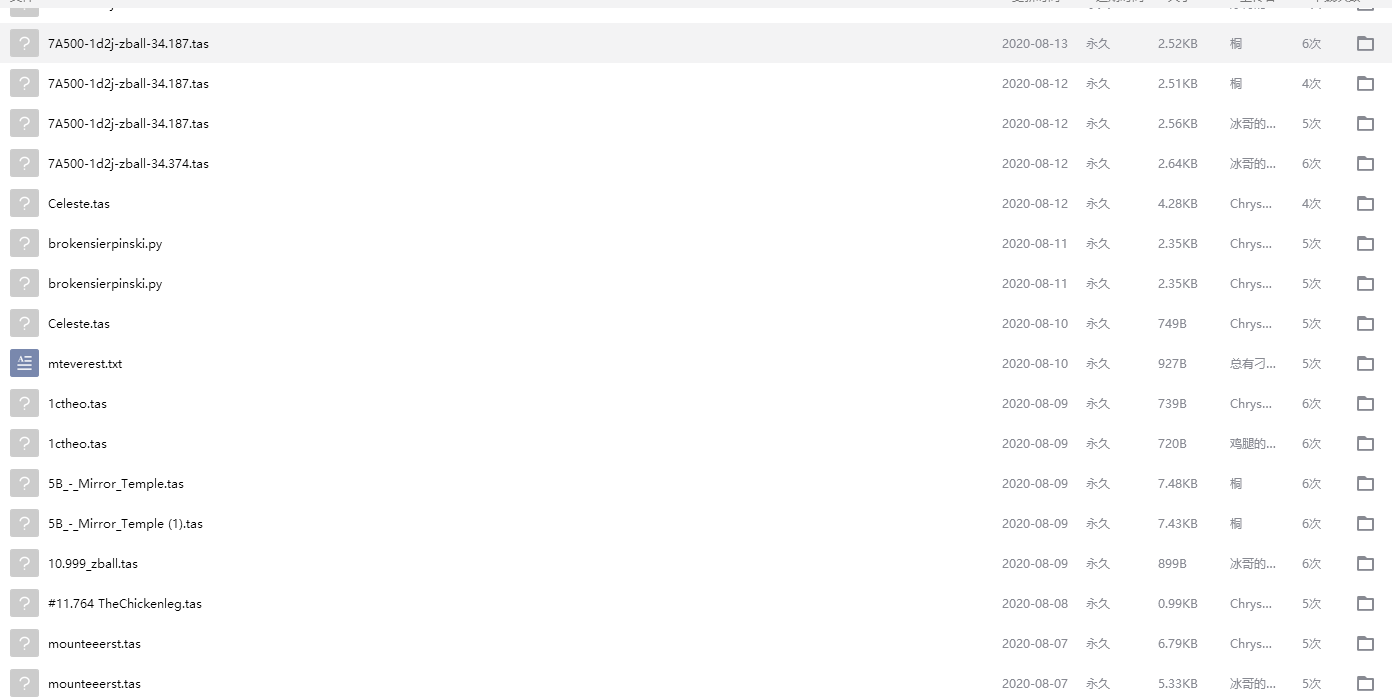 7A500-1d2j-zball-34.187.tas 2020-08-13 永久 2.52KB 桐 6次
7A500-1d2j-zball-34.187.tas 2020-08-12 永久 2.51KB 桐 4次
7A500-1d2j-zball-34.187.tas 2020-08-12 永久 2.56KB 冰哥的... 5次
7A500-1d2j-zball-34.374.tas 2020-08-12 永久 2.64KB 冰哥的... 6次
Celeste.tas 2020-08-12 永久 4.28KB Chrys... 4次
brokensierpinski.py 2020-08-11 永久 2.35KB Chrys... 5次
brokensierpinski.py 2020-08-11 永久 2.35KB Chrys... 5次
Celeste.tas 2020-08-10 永久 749B Chrys... 5次
mteverest.txt 2020-08-10 永久 927B 总有刁... 5次
1ctheo.tas 2020-08-09 永久 739B Chrys... 6次
1ctheo.tas 2020-08-09 永久 720B 鸡腿的... 6次
5B_-_Mirror_Temple.tas 2020-08-09 永久 7.48KB 桐 6次
5B_-_Mirror_Temple (1).tas 2020-08-09 永久 7.43KB 桐 6次
10.999_zball.tas 2020-08-09 永久 899B 冰哥的... 6次
#11.764 TheChickenleg.tas 2020-08-08 永久 0.99KB Chrys... 5次
mounteeerst.tas 2020-08-07 永久 6.79KB Chrys... 5次
mounteeerst.tas 2020-08-07 永久 5.33KB 冰哥的... 5次